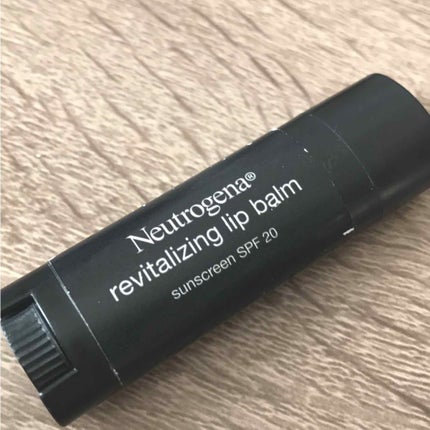 Neutrogena®
revitalizing lip balm
sunscreen SPF 20